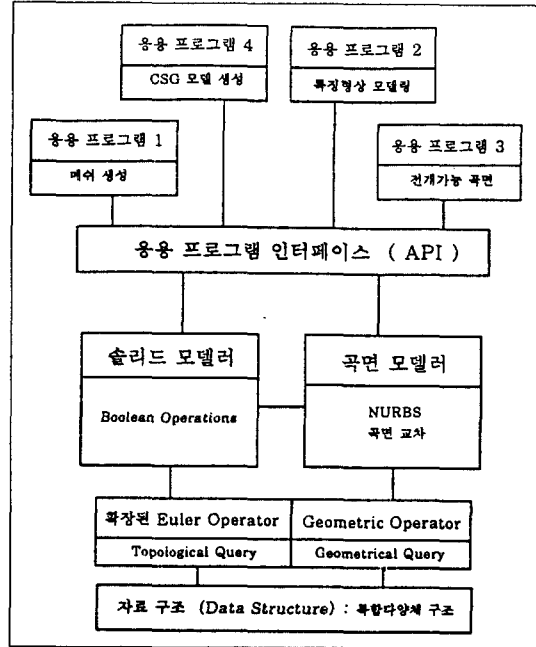 응용 프로그램 4
CSG 모델 생성
응용 프로그램 2
특징형상 모델링
응용 프로그램 1
메쉬 생성
응용 프로그램 3
전개가능 곡면
응용 프로그램 인터페이스 ( API )
솔리드 모델러
Boolean Operations
곡면 모델러
NURBS
곡면 교차
확장된 Euler Operator
Topological Query
Geometric Operator
Geometrical Query
자료 구조 (Data Structure) : 복합다양체 구조